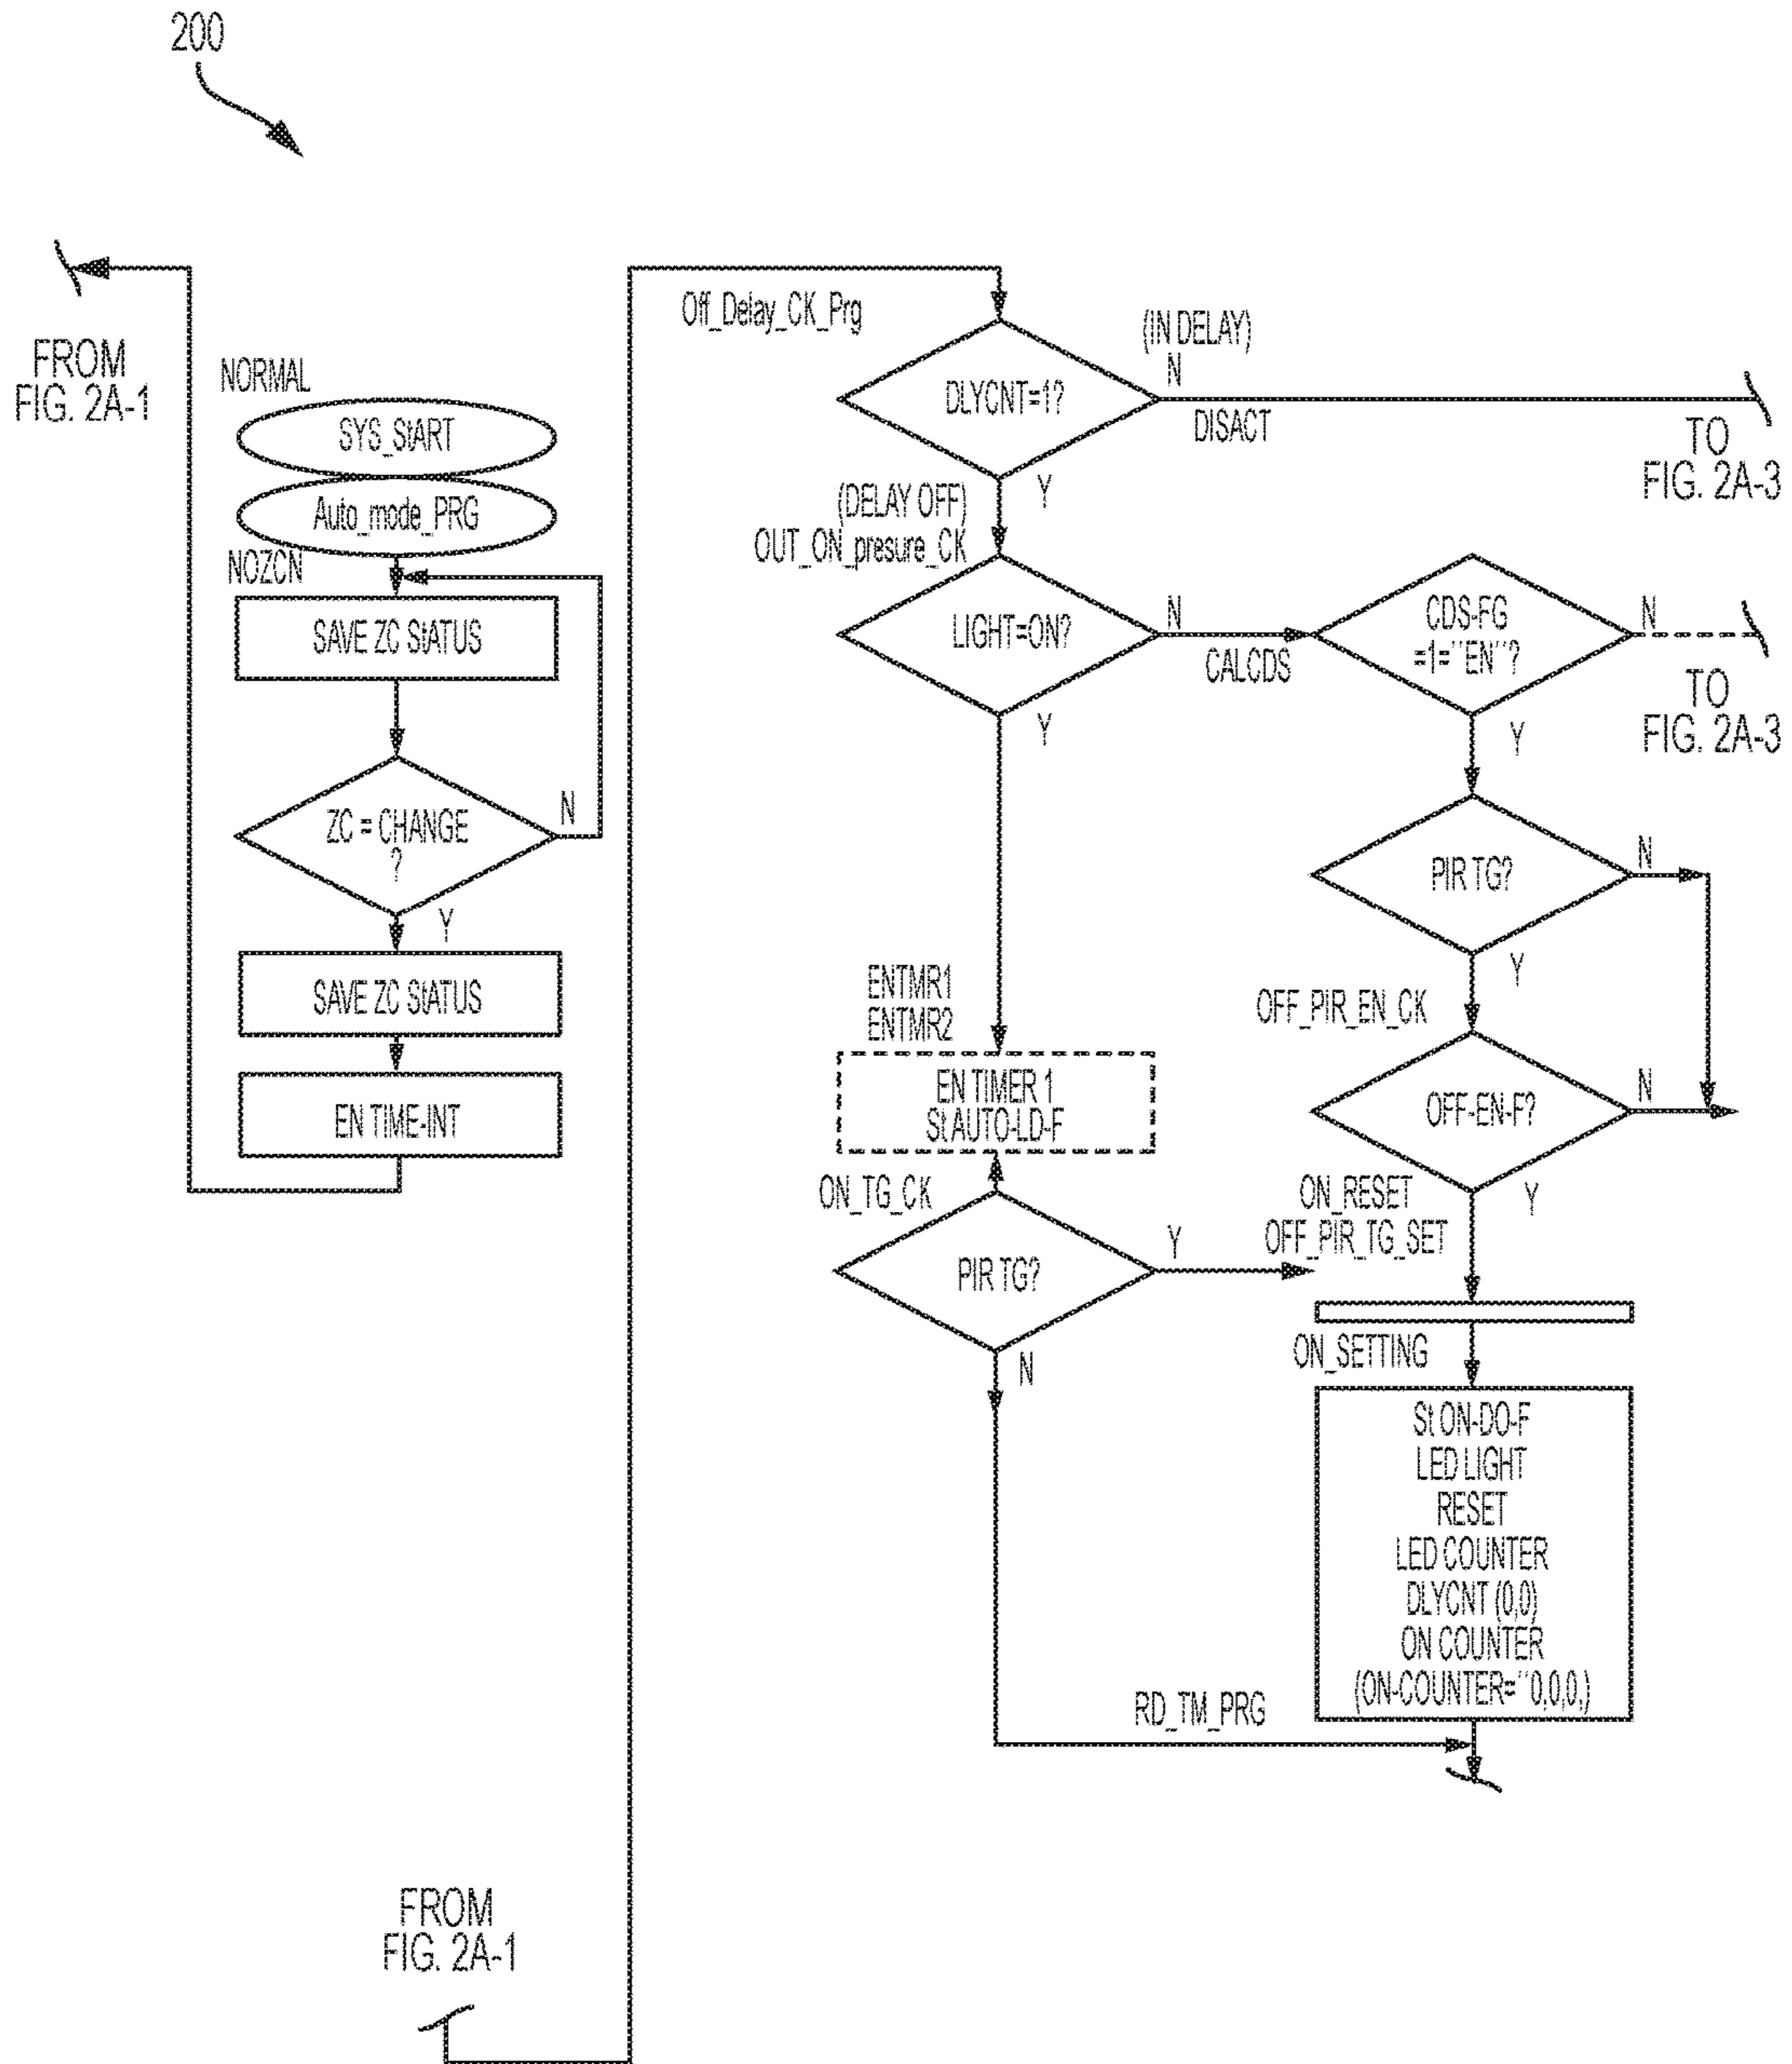 200
FROM
FIG. 2A-1
NORMAL
SYS_StART
Auto_mode_PRG
NOZCN
SAVE ZC StATUS
ZC = CHANGE
?
N
Y
SAVE ZC StATUS
EN TIME-INT
Off_Delay_CK_Prg
DLYCNT=1?
(IN DELAY)
N
DISACT
TO
FIG. 2A-3
Y
(DELAY OFF)
OUT_ON_presure_CK
LIGHT=ON?
N
CALCDS
Y
CDS-FG
=1="EN"?
N
TO
FIG. 2A-3
Y
PIR TG?
N
Y
OFF_PIR_EN_CK
OFF-EN-F?
N
Y
ENTMR1
ENTMR2
EN TIMER 1
St AUTO-LD-F
ON_TG_CK
PIR TG?
Y
N
ON_RESET
OFF_PIR_TG_SET
ON_SETTING
St ON-DO-F
LED LIGHT
RESET
LED COUNTER
DLYCNT (0,0)
ON COUNTER
(ON-COUNTER="0,0,0,)
RD_TM_PRG
FROM
FIG. 2A-1